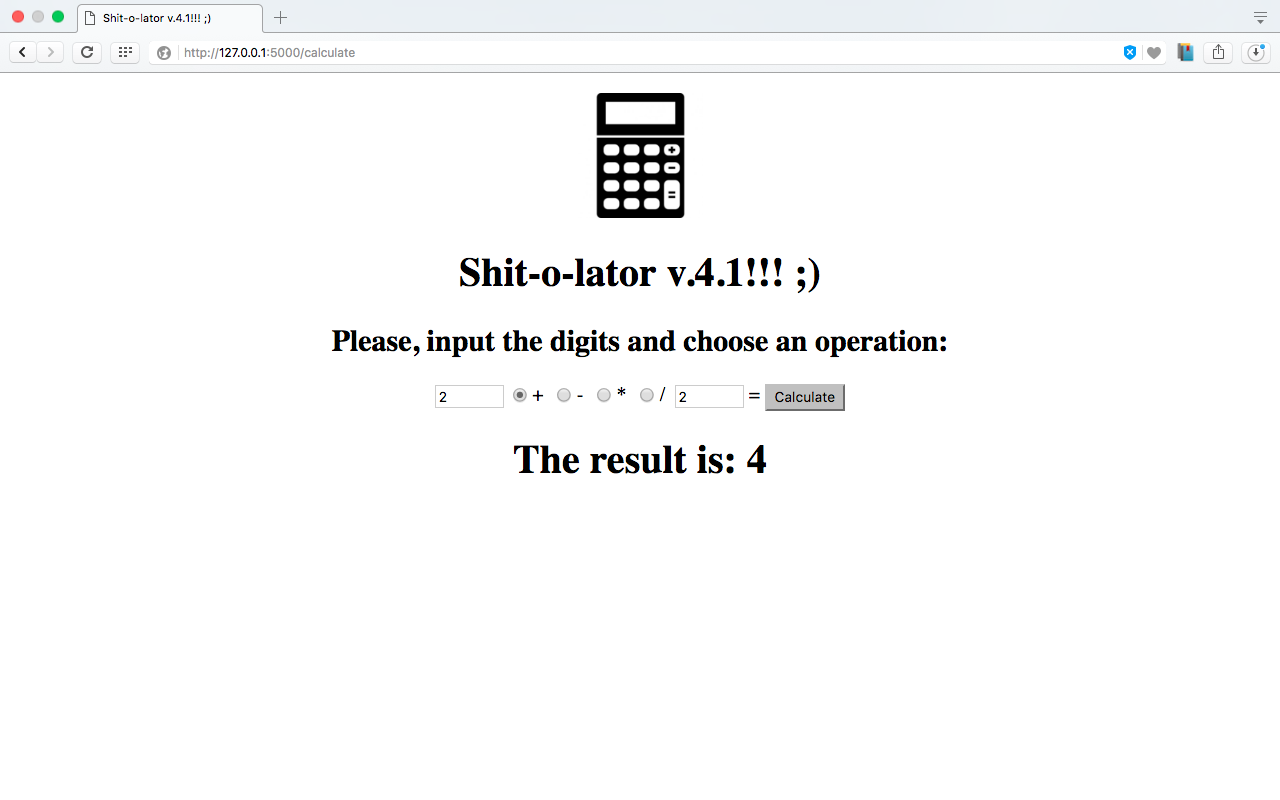 Shit-o-lator v.4.1!!! ;)
http://127.0.0.1:5000/calculate
+
-
=
Shit-o-lator v.4.1!!! ;)
Please, input the digits and choose an operation:
2 + - * / 2 = Calculate
The result is: 4